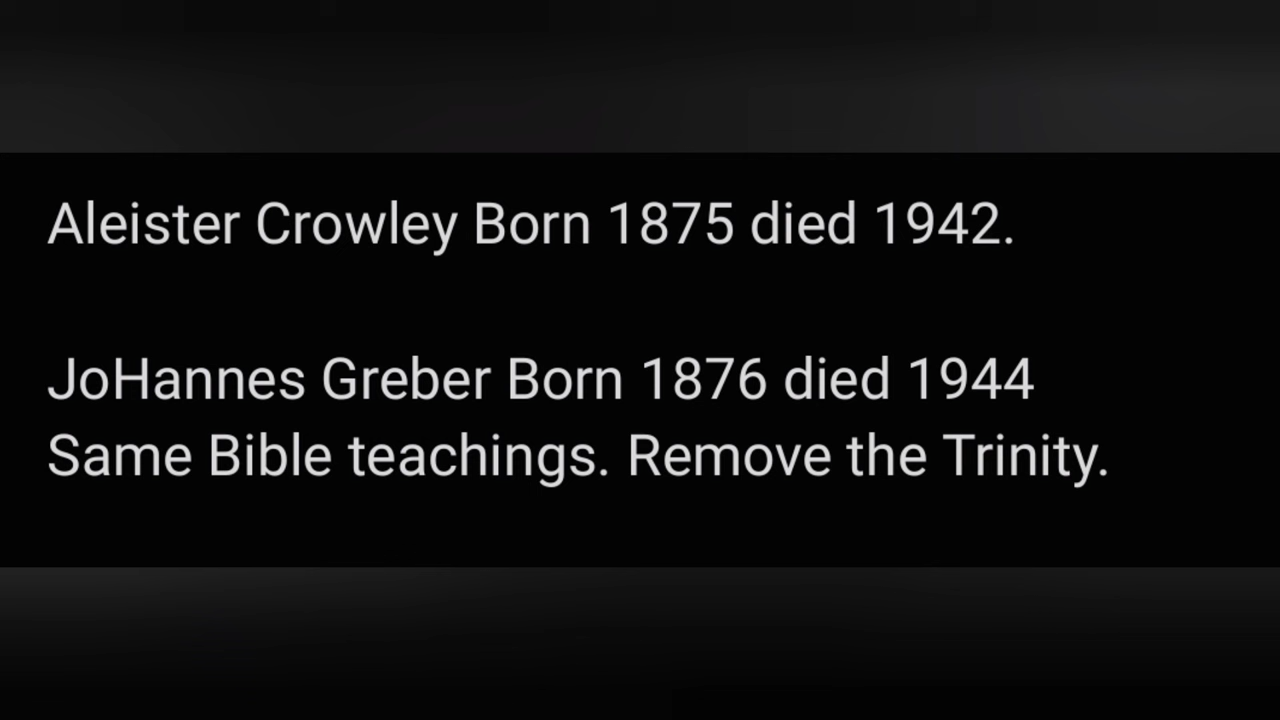 Aleister Crowley Born 1875 died 1942.
JoHannes Greber Born 1876 died 1944
Same Bible teachings. Remove the Trinity.